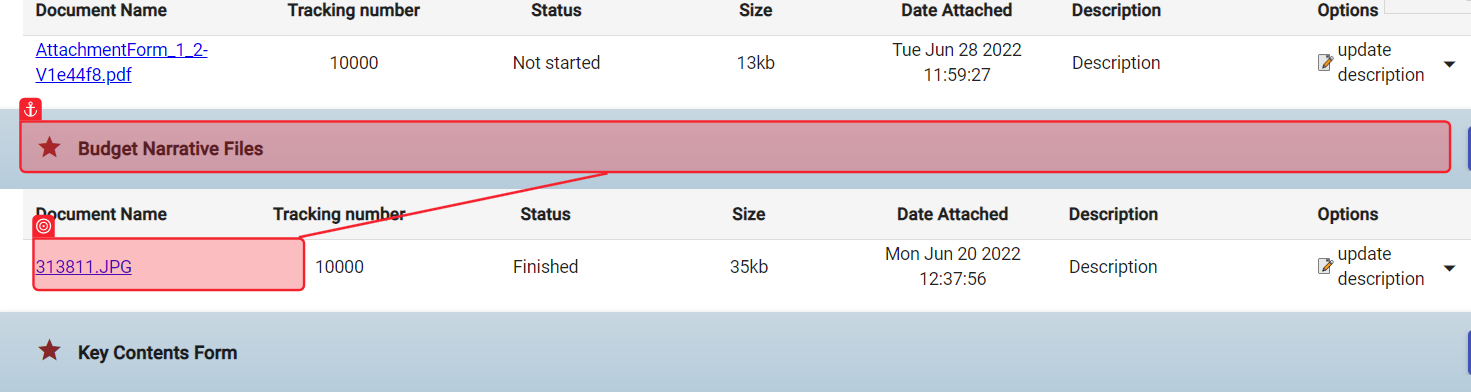 Document Name Tracking number Status Size Date Attached Description Options
AttachmentForm_1_2-V1e44f8.pdf 10000 Not started 13kb Tue Jun 28 2022 11:59:27 Description update description
Budget Narrative Files
Document Name Tracking number Status Size Date Attached Description Options
313811.JPG 10000 Finished 35kb Mon Jun 20 2022 12:37:56 Description update description
Key Contents Form